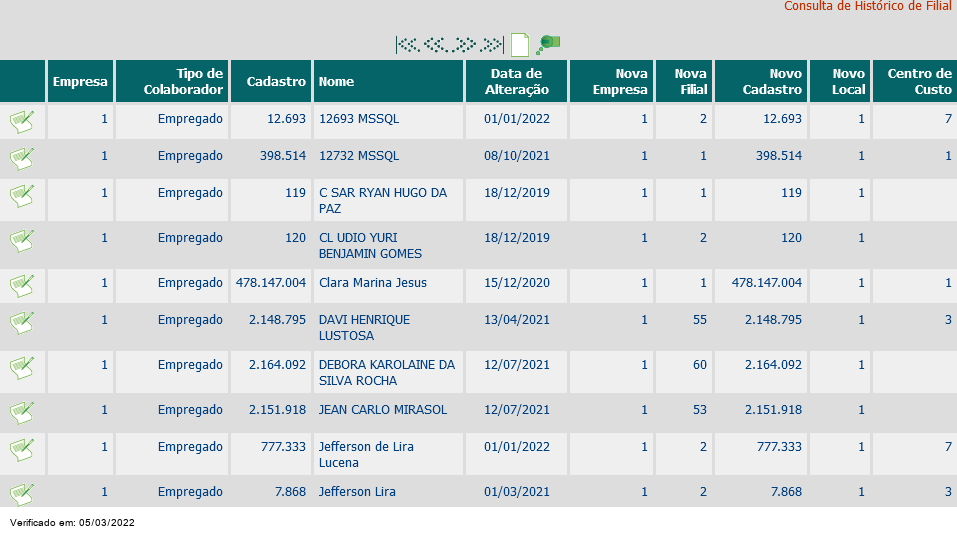 Consulta de Histórico de Filial
Empresa Tipo de Colaborador Cadastro Nome Data de Alteração Nova Empresa Nova Filial Novo Cadastro Novo Local Centro de Custo
1 Empregado 12.693 12693 MSSQL 01/01/2022 1 2 12.693 1 7
1 Empregado 398.514 12732 MSSQL 08/10/2021 1 1 398.514 1 1
1 Empregado 119 C SAR RYAN HUGO DA PAZ 18/12/2019 1 1 119 1
1 Empregado 120 CL UDIO YURI BENJAMIN GOMES 18/12/2019 1 2 120 1
1 Empregado 478.147.004 Clara Marina Jesus 15/12/2020 1 1 478.147.004 1 1
1 Empregado 2.148.795 DAVI HENRIQUE LUSTOSA 13/04/2021 1 55 2.148.795 1 3
1 Empregado 2.164.092 DEBORA KAROLAINE DA SILVA ROCHA 12/07/2021 1 60 2.164.092 1
1 Empregado 2.151.918 JEAN CARLO MIRASOL 12/07/2021 1 53 2.151.918 1
1 Empregado 777.333 Jefferson de Lira Lucena 01/01/2022 1 2 777.333 1 7
1 Empregado 7.868 Jefferson Lira 01/03/2021 1 2 7.868 1 3
Verificado em: 05/03/2022